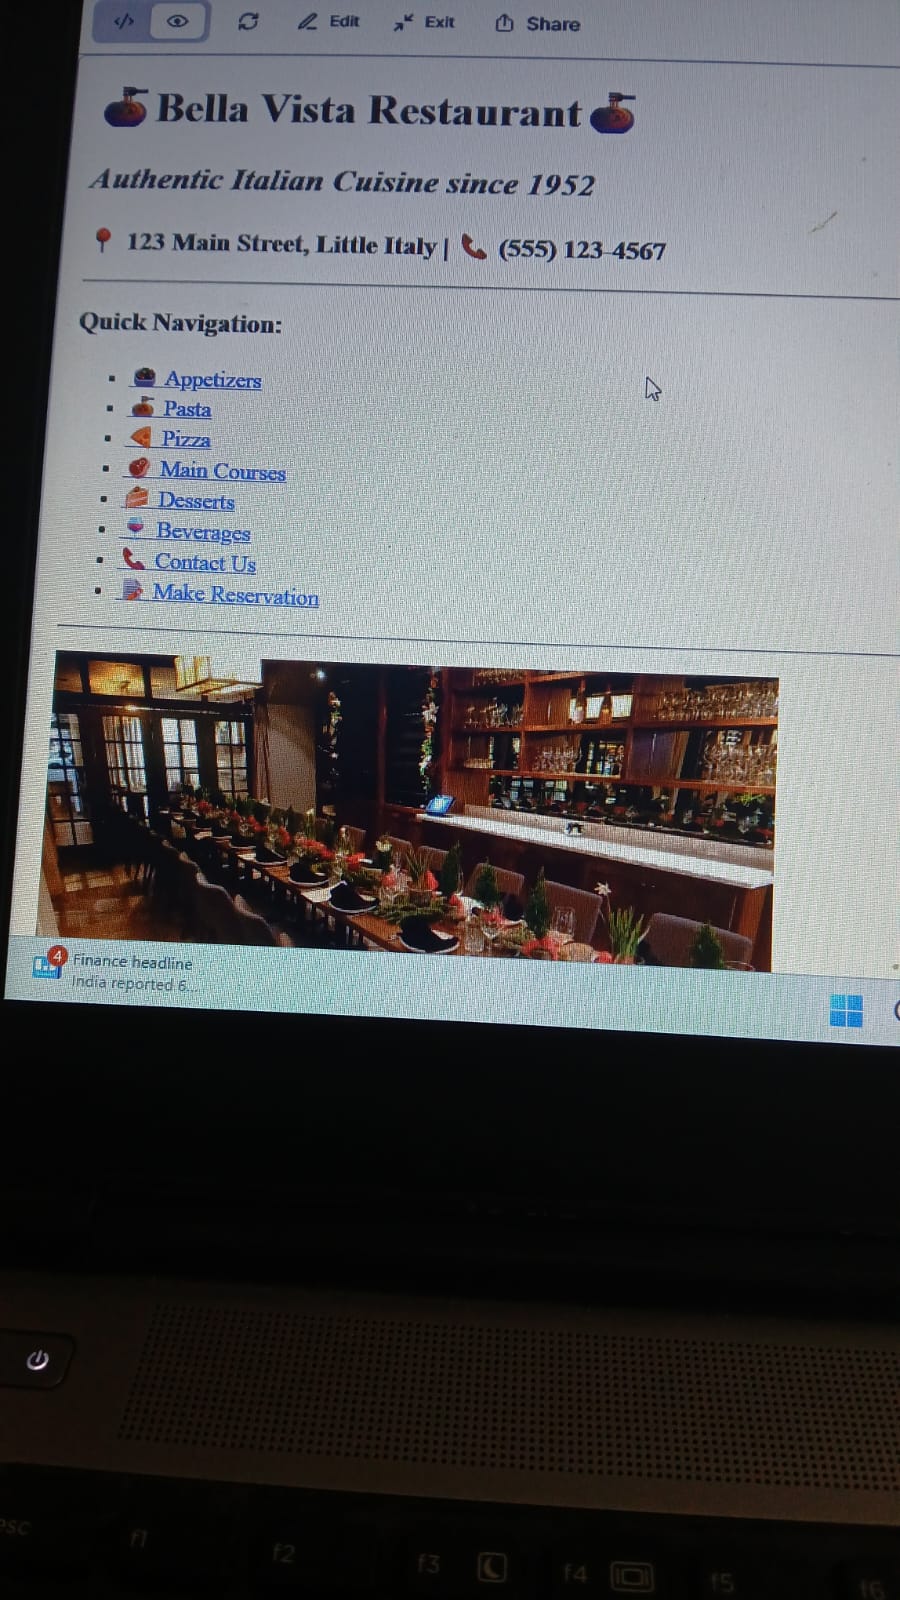 </> Edit Exit Share
Bella Vista Restaurant
Authentic Italian Cuisine since 1952
123 Main Street, Little Italy | (555) 123-4567
Quick Navigation:
Appetizers
Pasta
Pizza
Main Courses
Desserts
Beverages
Contact Us
Make Reservation
4
Finance headline
India reported 6...
esc f1 f2 f3 f4 f5 f6